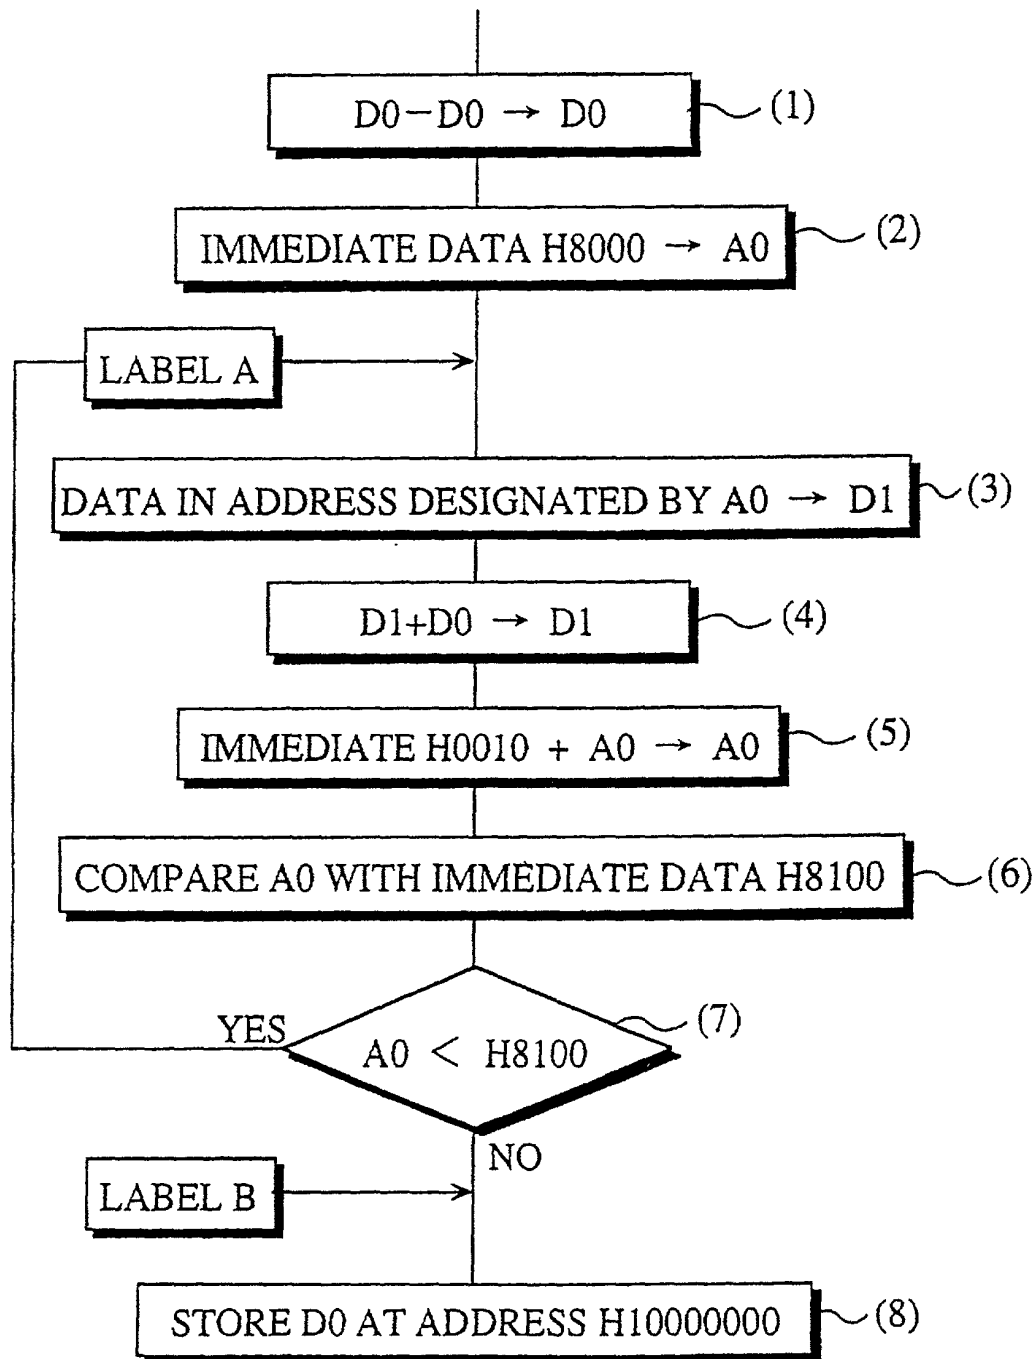 D0−D0 → D0
(1)
IMMEDIATE DATA H8000 → A0
(2)
LABEL A
DATA IN ADDRESS DESIGNATED BY A0 → D1
(3)
D1+D0 → D1
(4)
IMMEDIATE H0010 + A0 → A0
(5)
COMPARE A0 WITH IMMEDIATE DATA H8100
(6)
YES
A0 < H8100
(7)
NO
LABEL B
STORE D0 AT ADDRESS H10000000
(8)